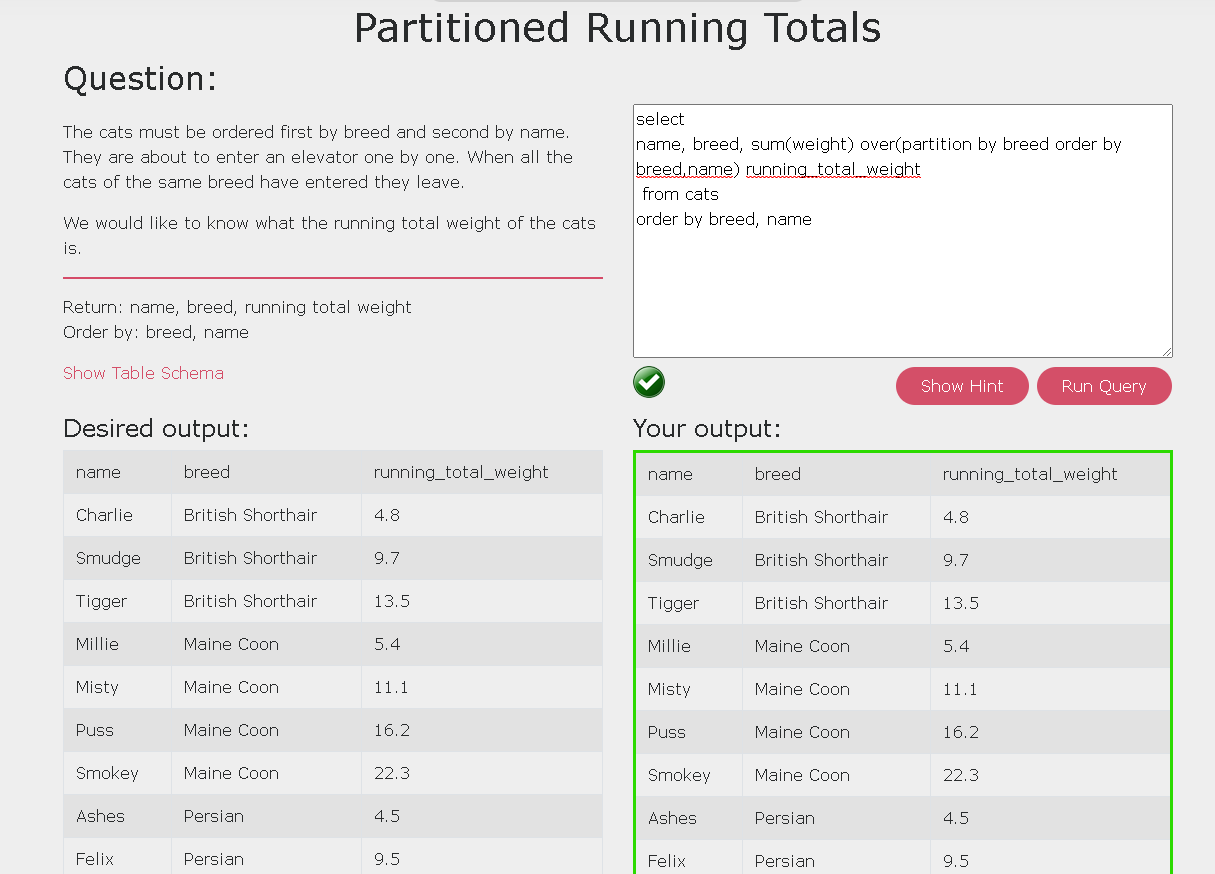 Partitioned Running Totals
Question:
The cats must be ordered first by breed and second by name.
They are about to enter an elevator one by one. When all the
cats of the same breed have entered they leave.
We would like to know what the running total weight of the cats
is.
Return: name, breed, running total weight
Order by: breed, name
Show Table Schema
select
name, breed, sum(weight) over(partition by breed order by
breed,name) running_total_weight
from cats
order by breed, name
Show Hint
Run Query
Desired output:
name breed running_total_weight
Charlie British Shorthair 4.8
Smudge British Shorthair 9.7
Tigger British Shorthair 13.5
Millie Maine Coon 5.4
Misty Maine Coon 11.1
Puss Maine Coon 16.2
Smokey Maine Coon 22.3
Ashes Persian 4.5
Felix Persian 9.5
Your output:
name breed running_total_weight
Charlie British Shorthair 4.8
Smudge British Shorthair 9.7
Tigger British Shorthair 13.5
Millie Maine Coon 5.4
Misty Maine Coon 11.1
Puss Maine Coon 16.2
Smokey Maine Coon 22.3
Ashes Persian 4.5
Felix Persian 9.5